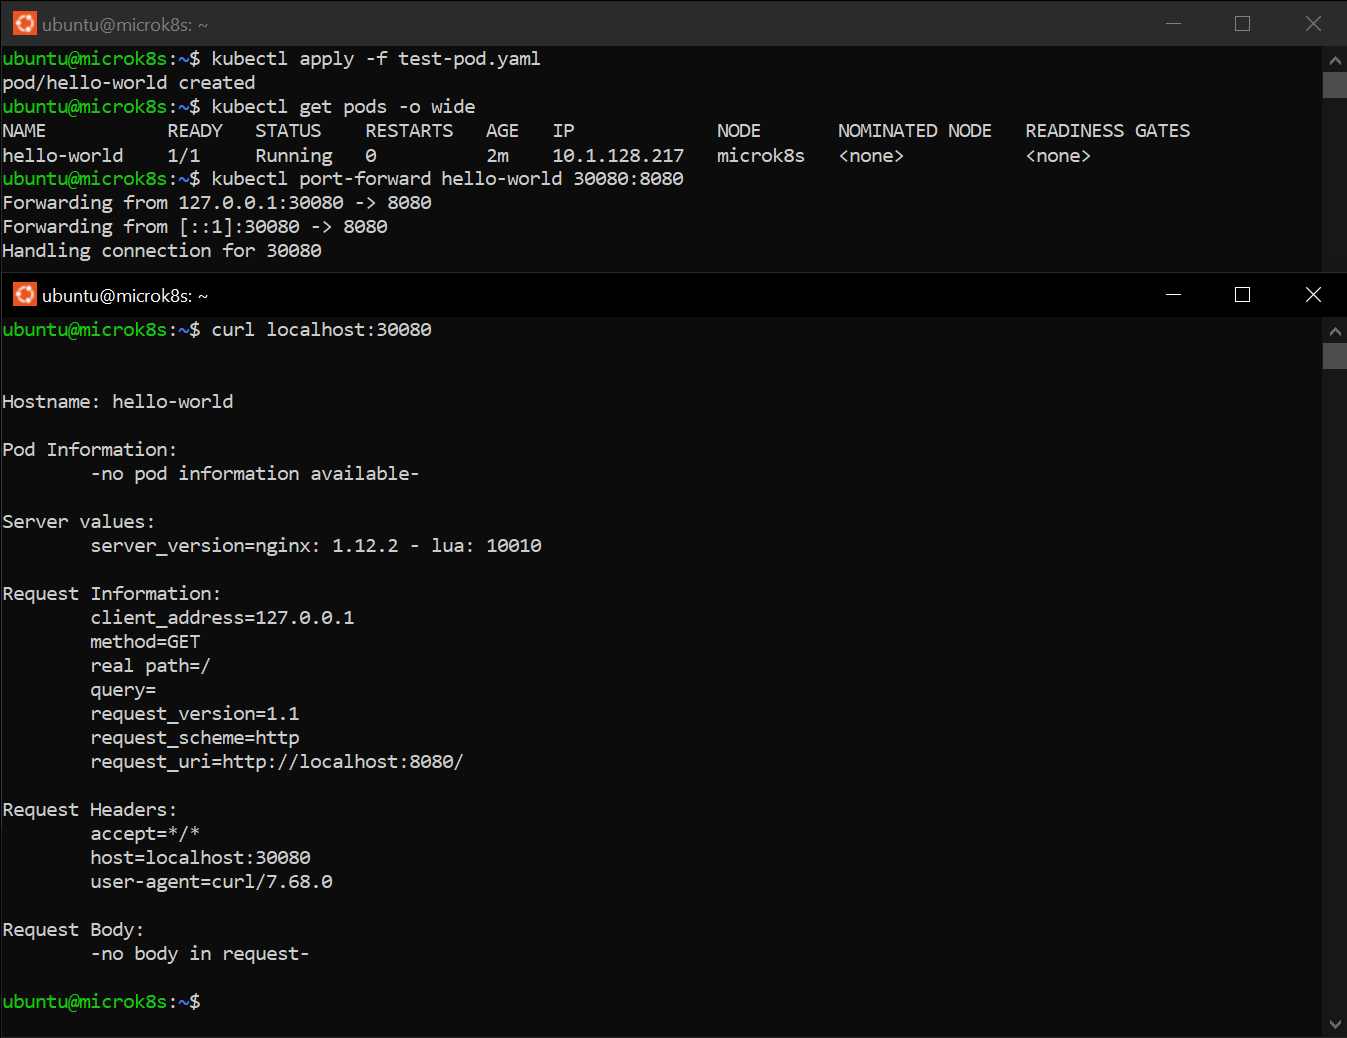 ubuntu@microk8s: ~
ubuntu@microk8s:~$ kubectl apply -f test-pod.yaml
pod/hello-world created
ubuntu@microk8s:~$ kubectl get pods -o wide
NAME           READY   STATUS    RESTARTS   AGE   IP             NODE       NOMINATED NODE   READINESS GATES
hello-world    1/1     Running   0          2m    10.1.128.217   microk8s   <none>           <none>
ubuntu@microk8s:~$ kubectl port-forward hello-world 30080:8080
Forwarding from 127.0.0.1:30080 -> 8080
Forwarding from [::1]:30080 -> 8080
Handling connection for 30080
ubuntu@microk8s: ~
ubuntu@microk8s:~$ curl localhost:30080
Hostname: hello-world
Pod Information:
        -no pod information available-
Server values:
        server_version=nginx: 1.12.2 - lua: 10010
Request Information:
        client_address=127.0.0.1
        method=GET
        real path=/
        query=
        request_version=1.1
        request_scheme=http
        request_uri=http://localhost:8080/
Request Headers:
        accept=*/*
        host=localhost:30080
        user-agent=curl/7.68.0
Request Body:
        -no body in request-
ubuntu@microk8s:~$